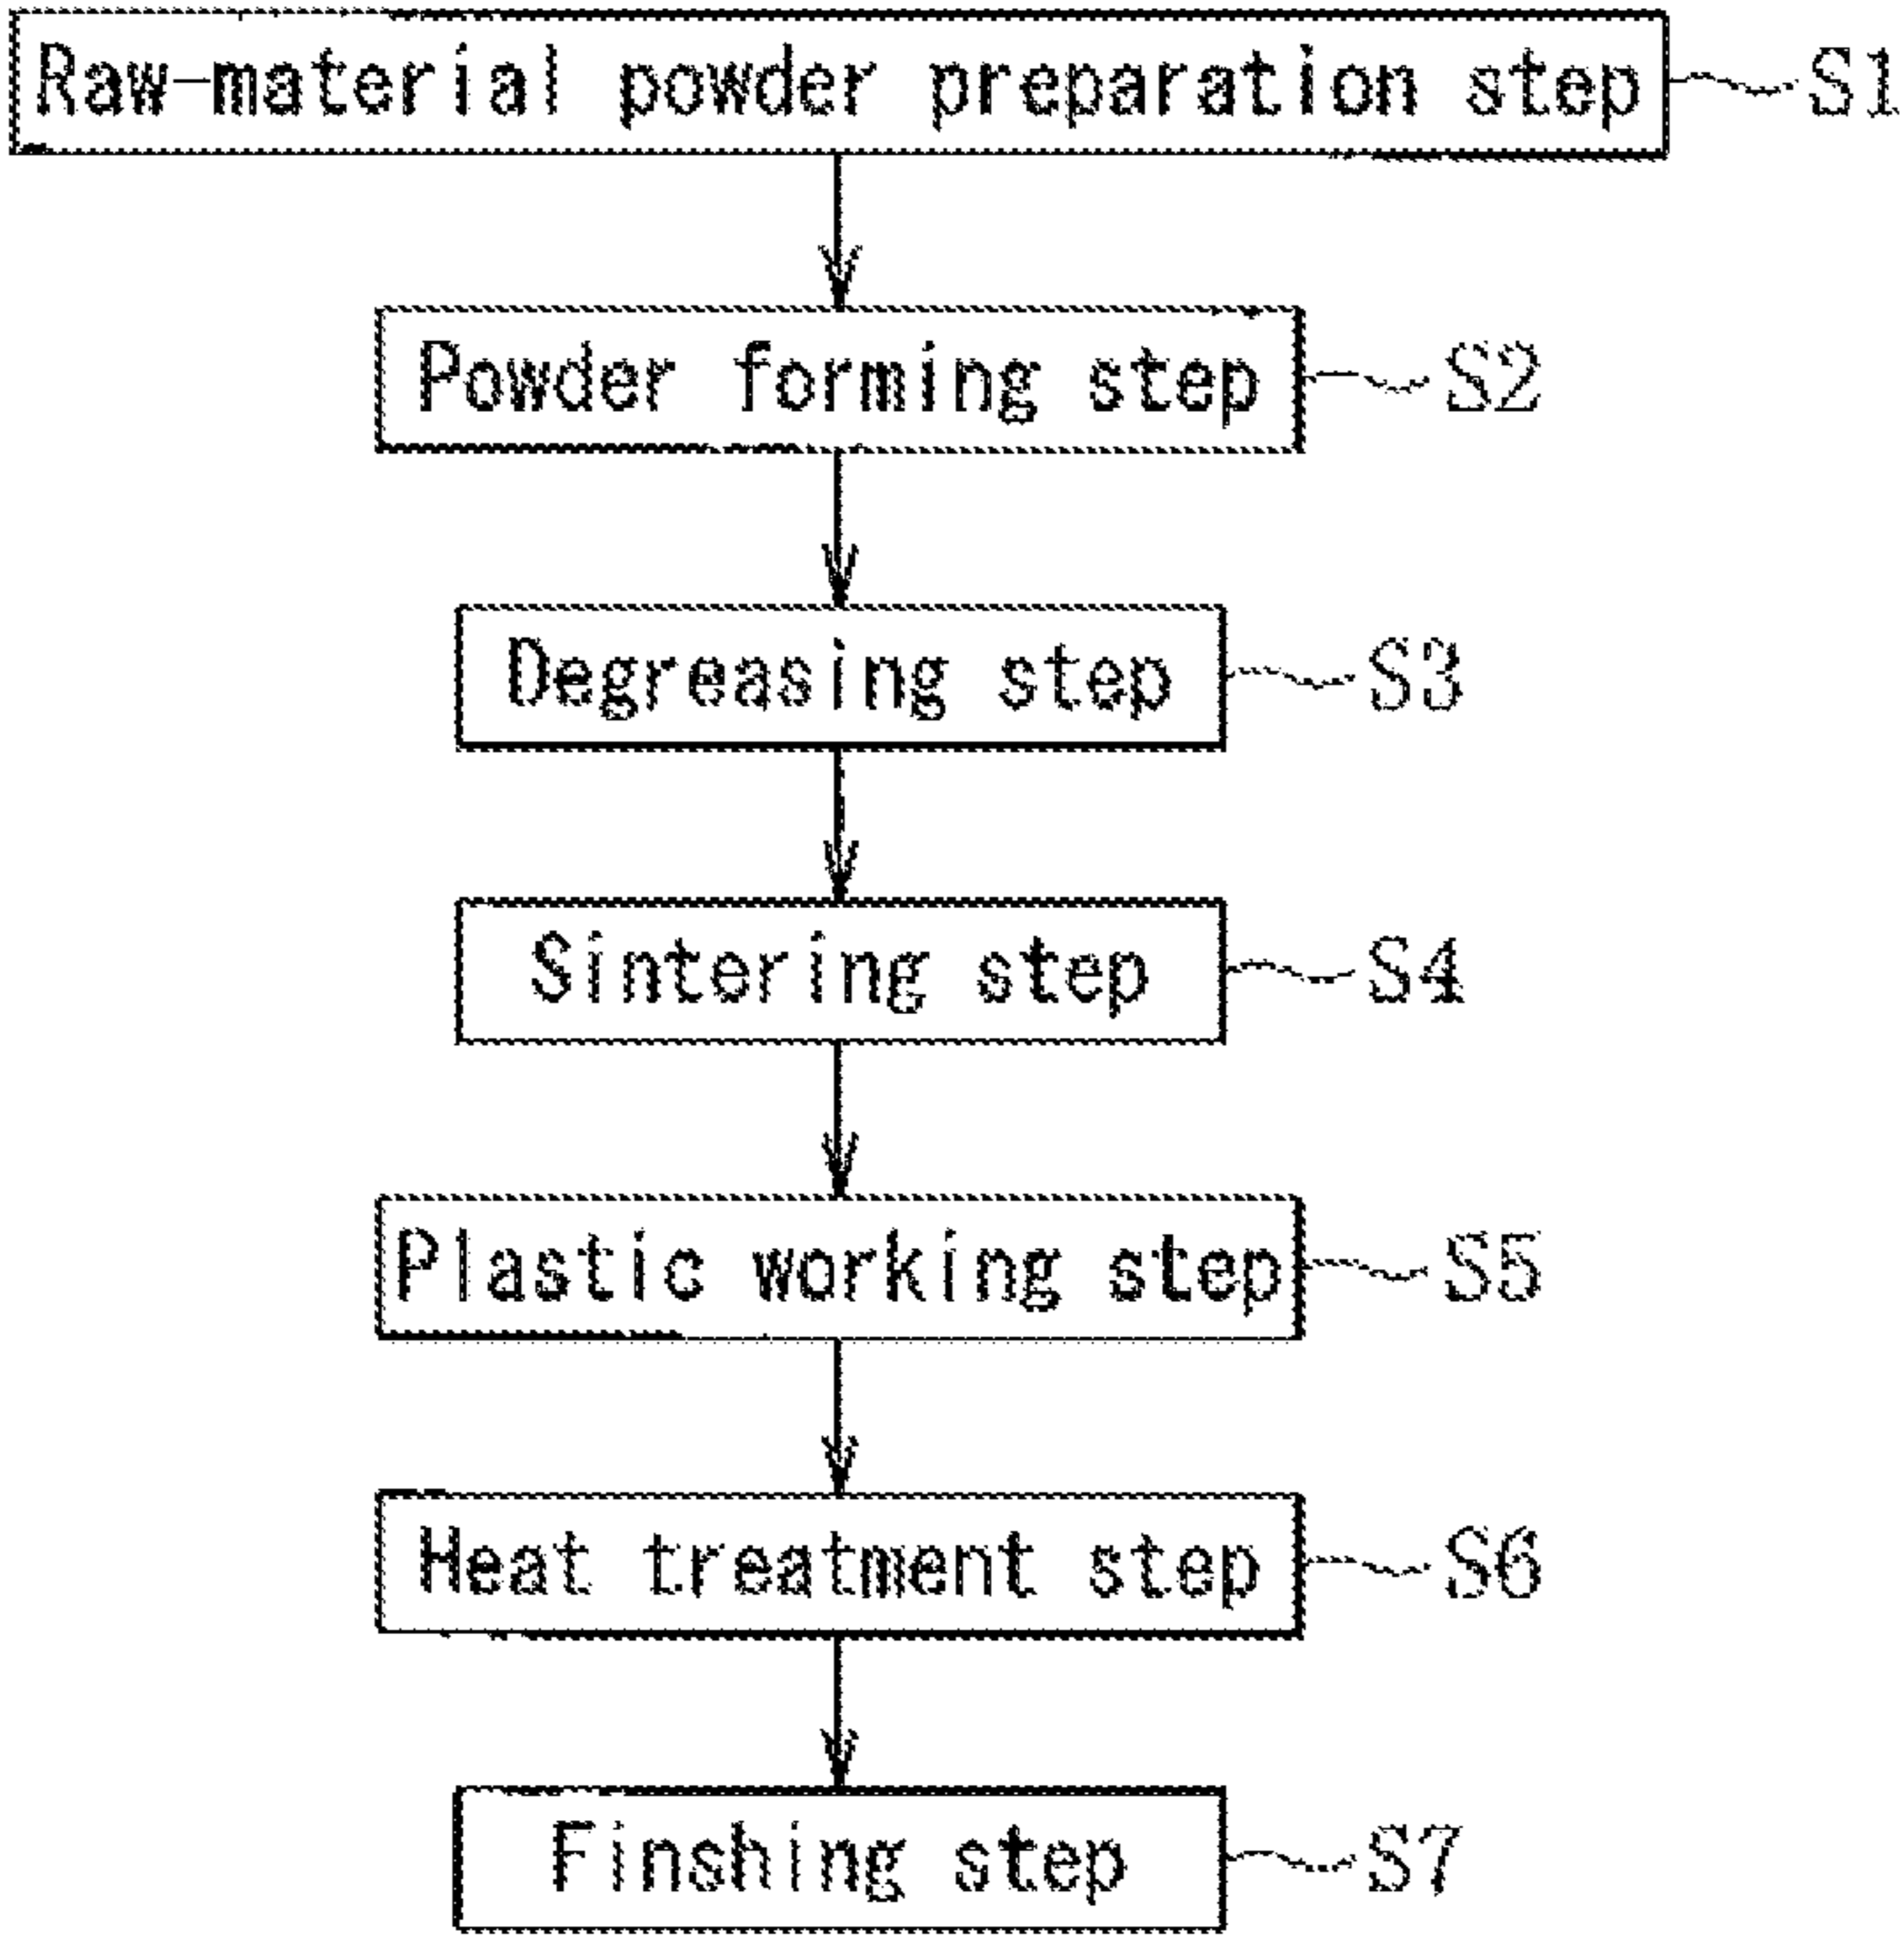 Raw-material powder preparation step S1
Powder forming step S2
Degreasing step S3
Sintering step S4
Plastic working step S5
Heat treatment step S6
Finshing step S7